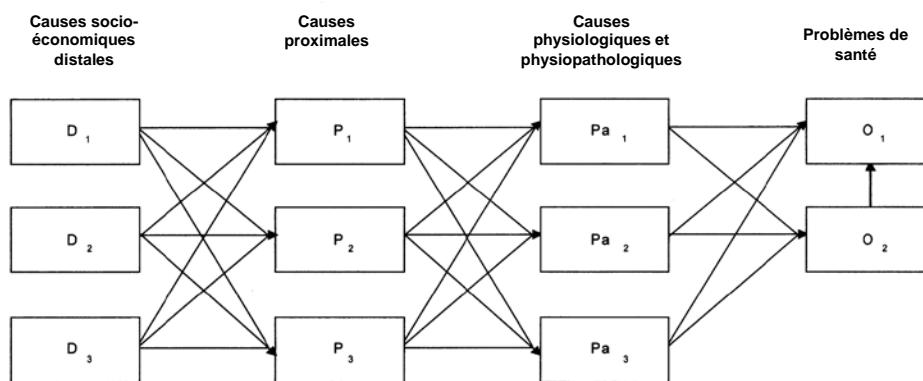 Causes socio-
économiques
distales
Causes
proximales
Causes
physiologiques et
physiopathologiques
Problèmes de
santé
D 1
P 1
Pa 1
O 1
D 2
P 2
Pa 2
O 2
D 3
P 3
Pa 3